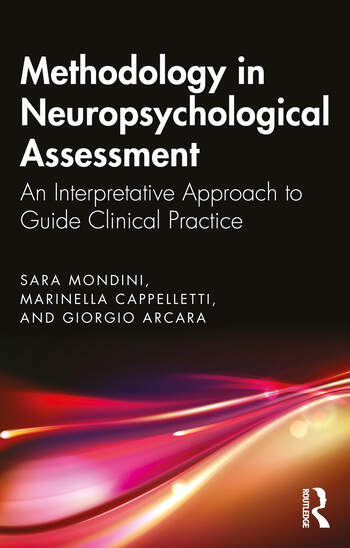 Methodology in
Neuropsychological
Assessment
An Interpretative Approach to
Guide Clinical Practice
SARA MONDINI,
MARINELLA CAPPELLETTI,
AND GIORGIO ARCARA
ROUTLEDGE